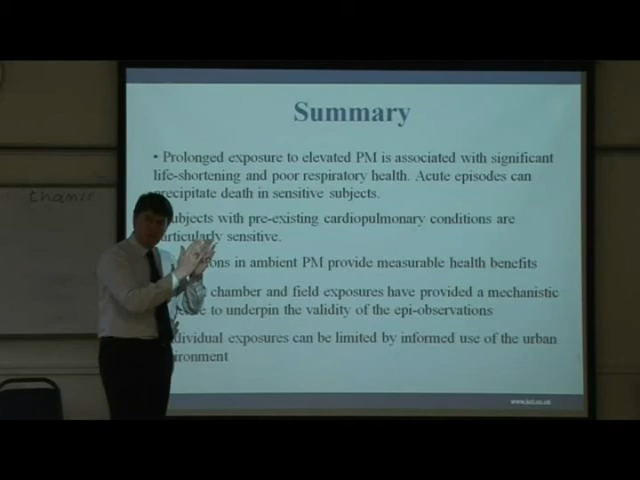 Summary
• Prolonged exposure to elevated PM is associated with significant
life-shortening and poor respiratory health. Acute episodes can
precipitate death in sensitive subjects.
subjects with pre-existing cardiopulmonary conditions are
particularly sensitive.
in ambient PM provide measurable health benefits
chamber and field exposures have provided a mechanistic
to underpin the validity of the epi-observations
individual exposures can be limited by informed use of the urban
environment